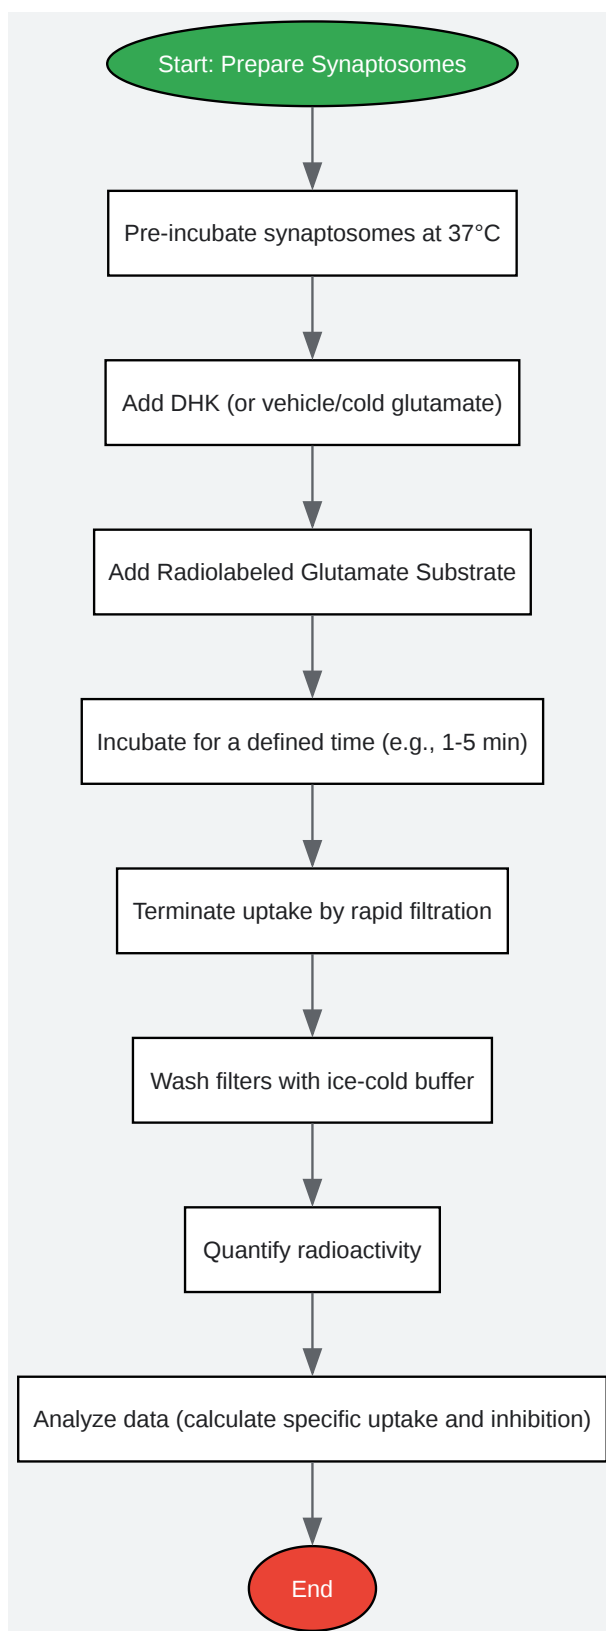 Start: Prepare Synaptosomes
Pre-incubate synaptosomes at 37°C
Add DHK (or vehicle/cold glutamate)
Add Radiolabeled Glutamate Substrate
Incubate for a defined time (e.g., 1-5 min)
Terminate uptake by rapid filtration
Wash filters with ice-cold buffer
Quantify radioactivity
Analyze data (calculate specific uptake and inhibition)
End